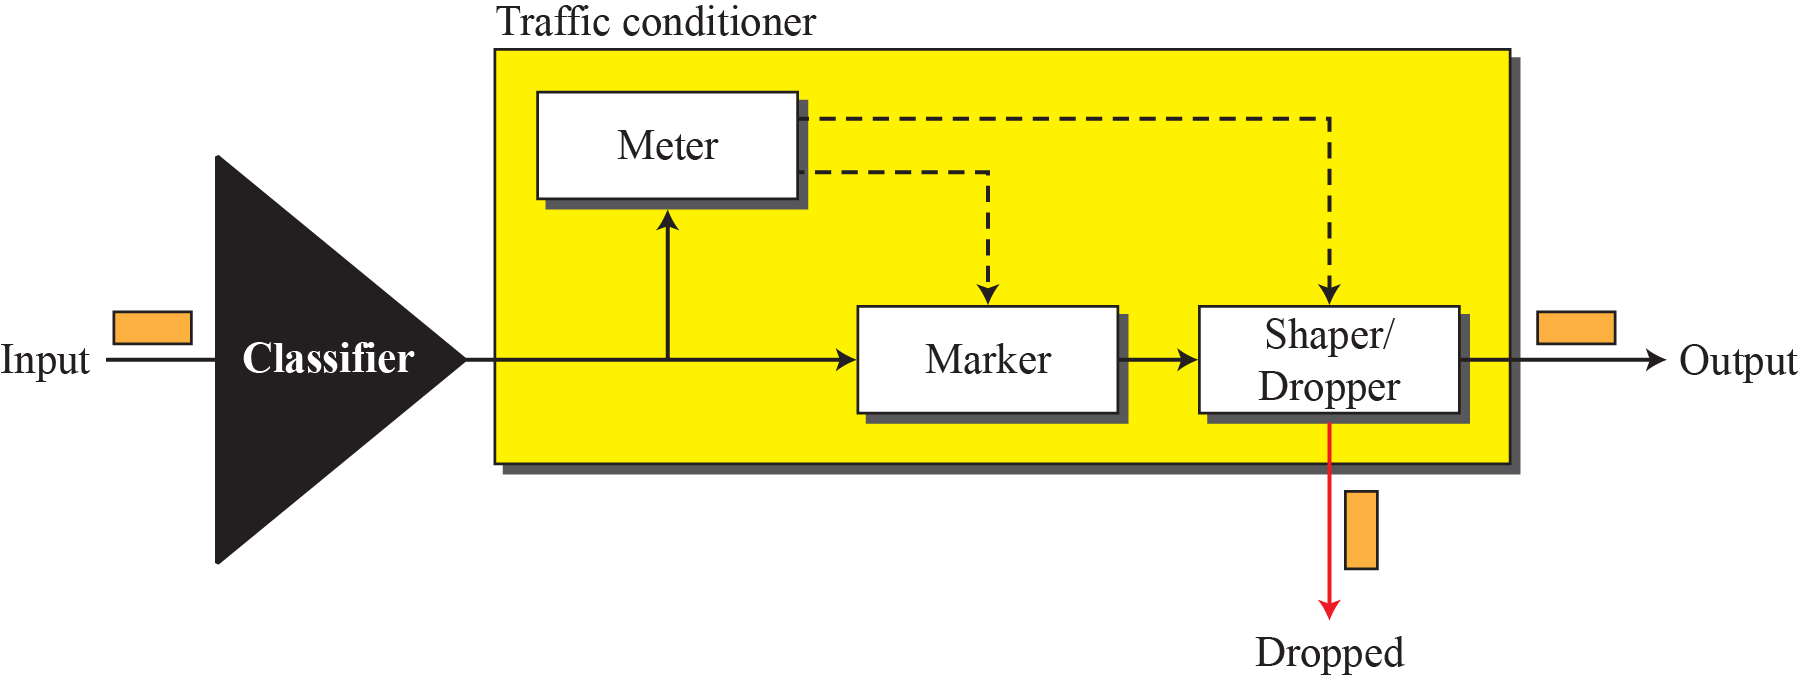 Traffic conditioner
Meter
Input
Classifier
Marker
Shaper/
Dropper
Output
Dropped